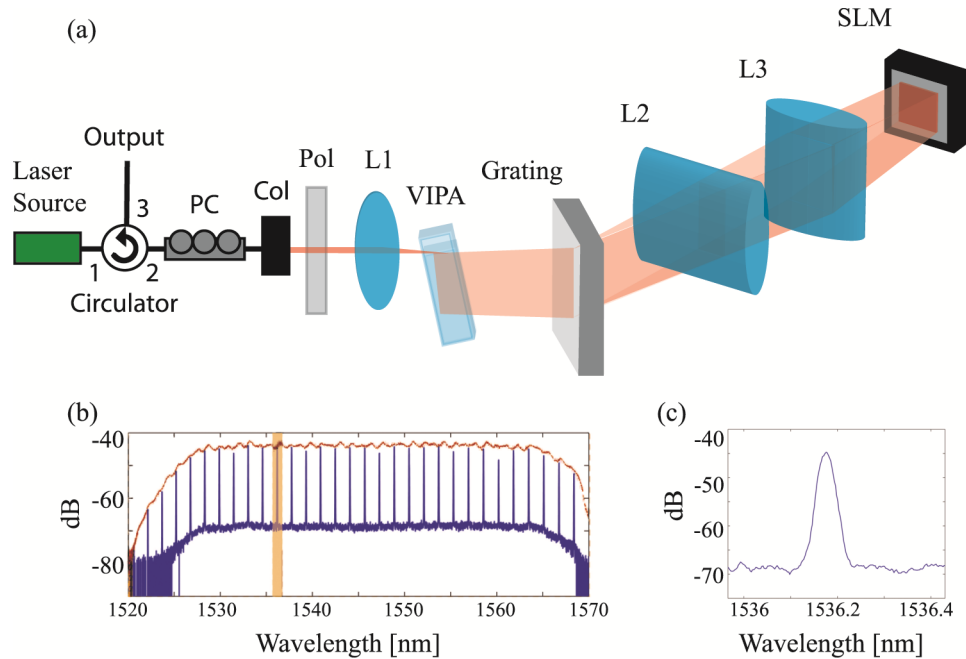 (a)
SLM
L3
L2
Output
Laser
Source
Pol
L1
Grating
PC
Col
VIPA
3
1
2
Circulator
(b)
(c)
-40
-60
-80
dB
1520
1530
1540
1550
1560
1570
Wavelength [nm]
-40
-50
-60
-70
dB
1536
1536.2
1536.4
Wavelength [nm]